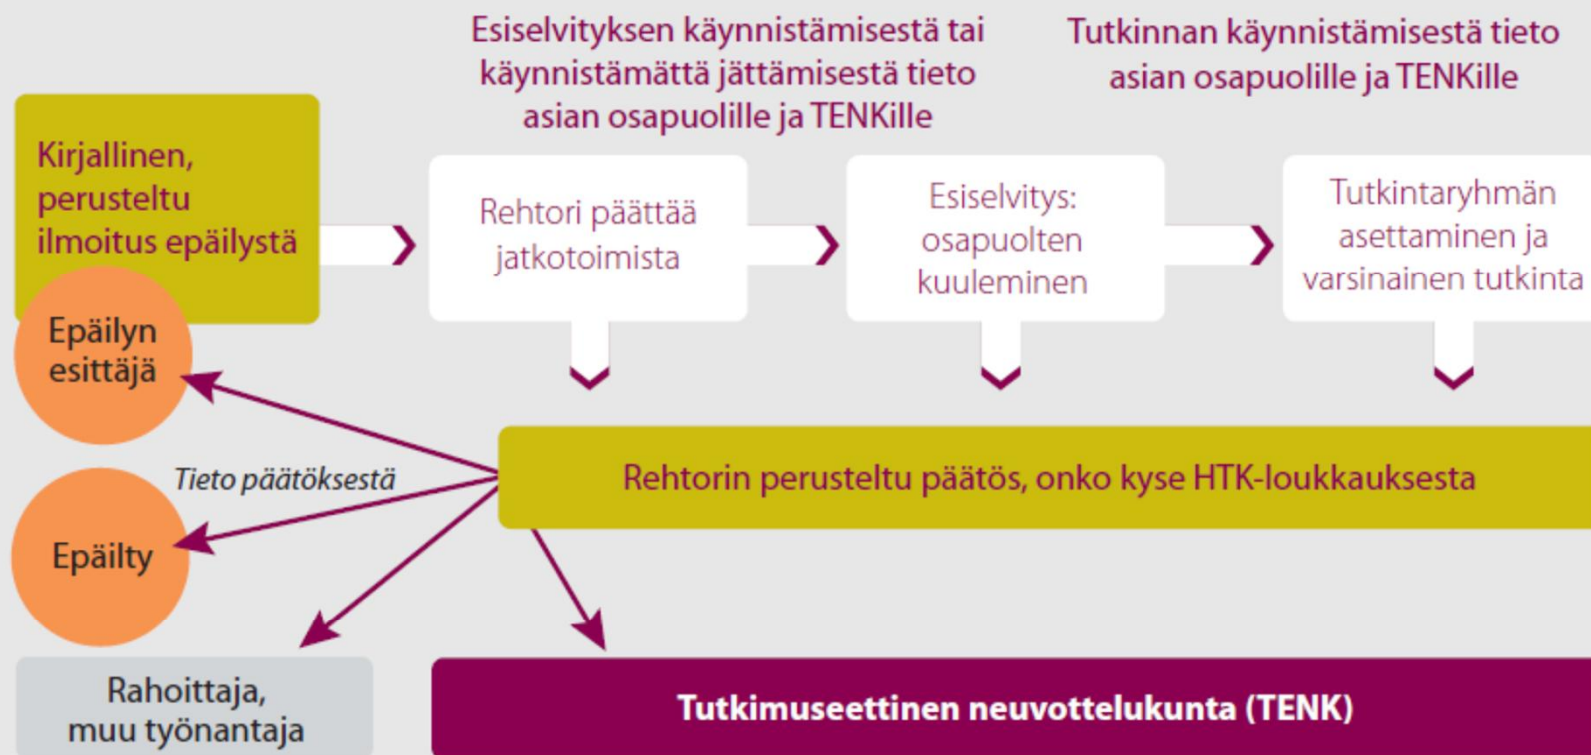 Esiselvityksen käynnistämisestä tai
käynnistämättä jättämisestä tieto
asian osapuolille ja TENKille
Tutkinnan käynnistämisestä tieto
asian osapuolille ja TENKille
Kirjallinen,
perusteltu
ilmoitus epäilystä
Rehtori päättää
jatkotoimista
Esiselvitys:
osapuolten
kuuleminen
Tutkintaryhmän
asettaminen ja
varsinainen tutkinta
Epäilyn
esittäjä
Tieto päätöksestä
Rehtorin perusteltu päätös, onko kyse HTK-loukkauksesta
Epäilty
Rahoittaja,
muu työnantaja
Tutkimuseettinen neuvottelukunta (TENK)